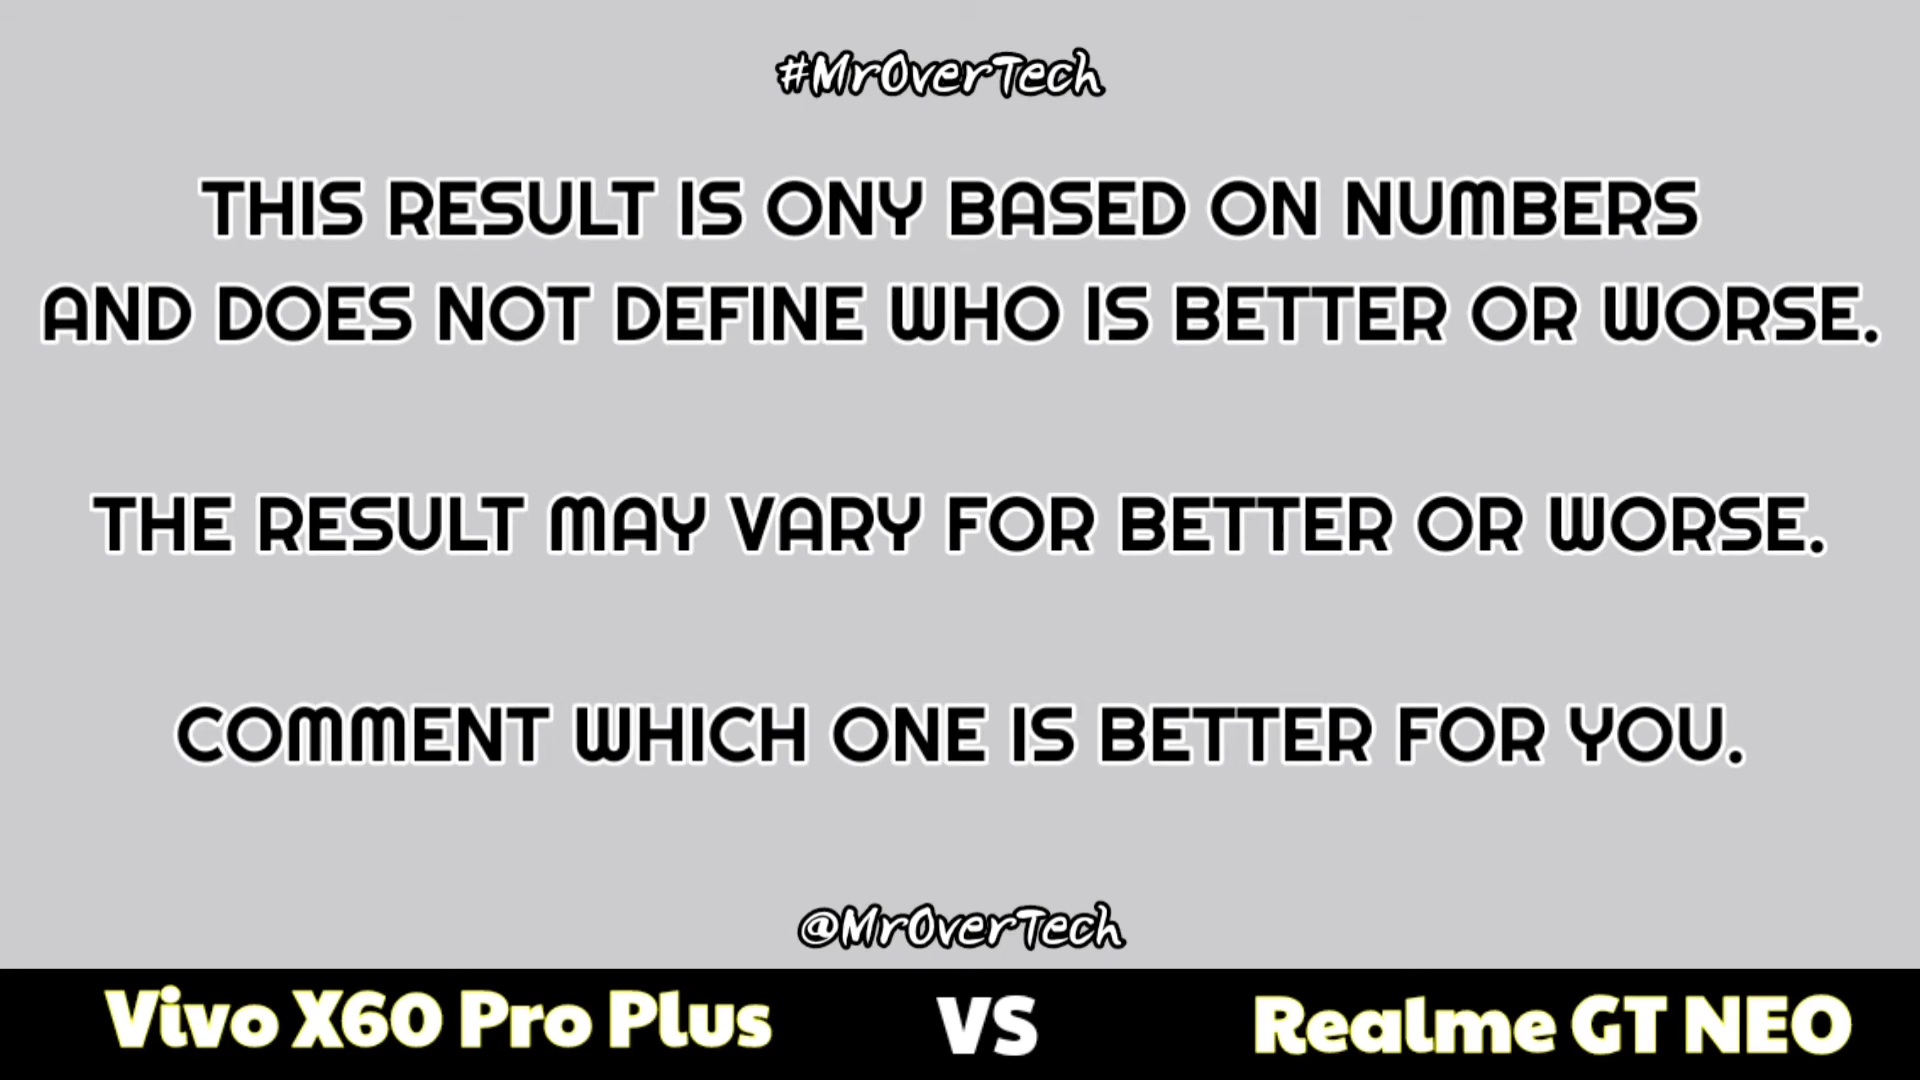 #MrOverTech
THIS RESULT IS ONY BASED ON NUMBERS
AND DOES NOT DEFINE WHO IS BETTER OR WORSE.
THE RESULT MAY VARY FOR BETTER OR WORSE.
COMMENT WHICH ONE IS BETTER FOR YOU.
@MrOverTech
Vivo X60 Pro Plus VS Realme GT NEO